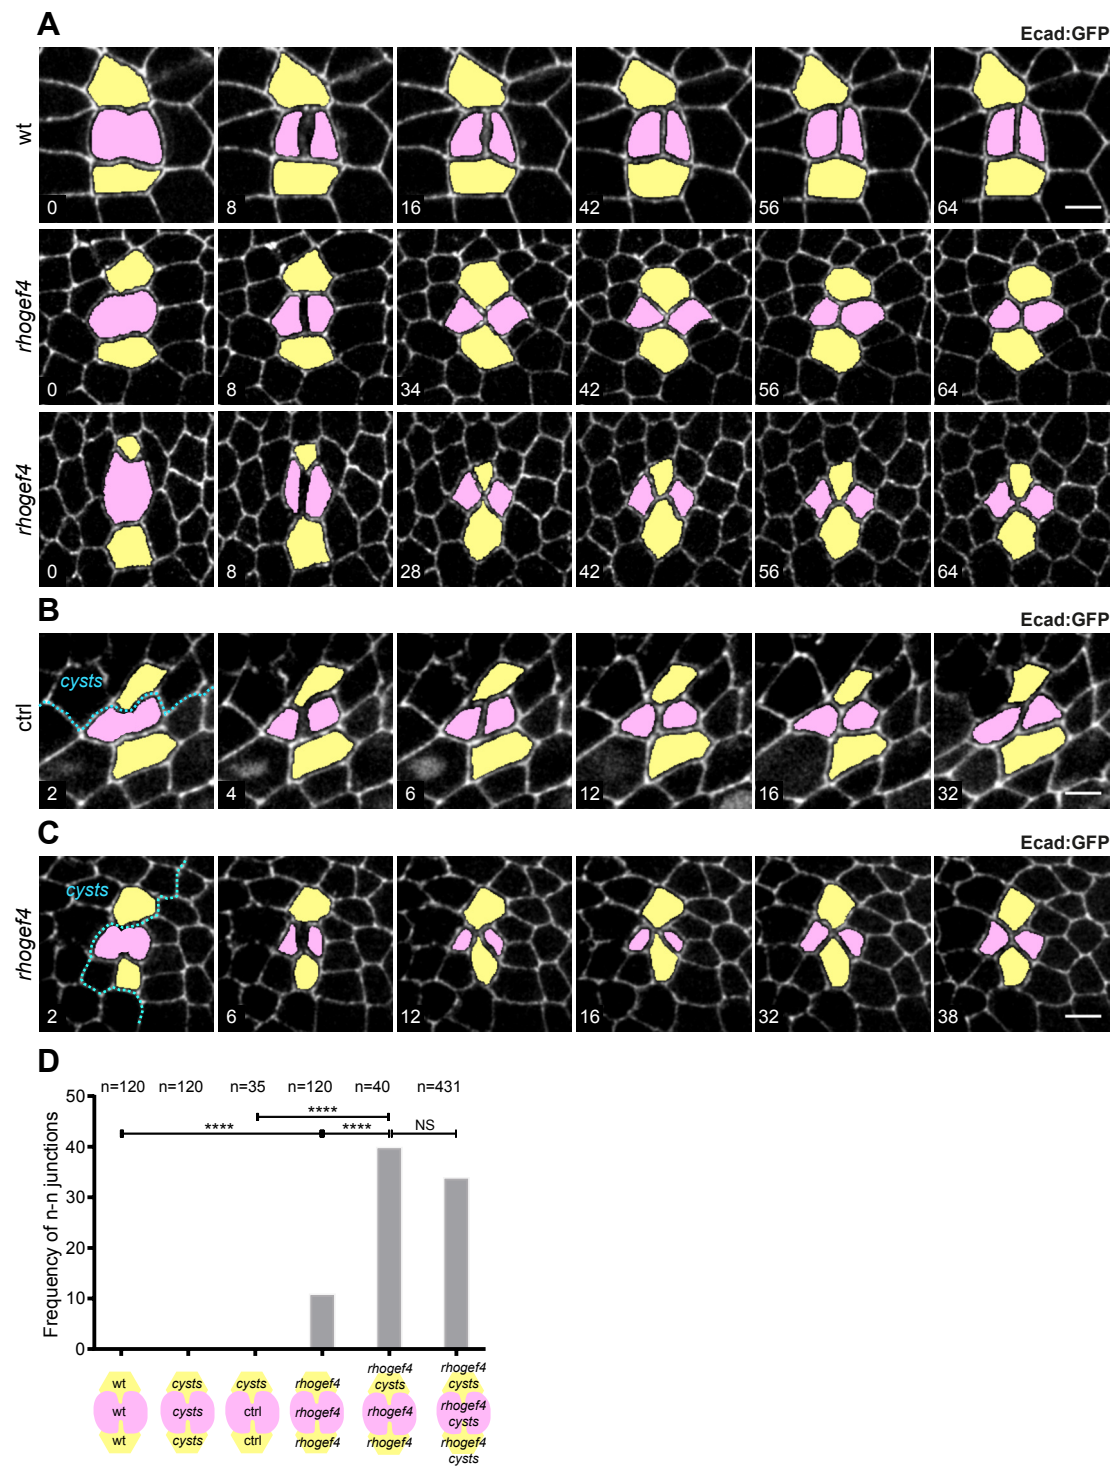 A
Ecad:GFP
wt
0
8
16
42
56
64
rhogef4
0
8
34
42
56
64
rhogef4
0
8
28
42
56
64
B
Ecad:GFP
ctrl
cysts
2
4
6
12
16
32
C
Ecad:GFP
rhogef4
cysts
2
6
12
16
32
38
D
n=120 n=120 n=35 n=120 n=40 n=431
Frequency of n-n junctions
50
40
30
20
10
0
****
**** **** NS
wt
wt
wt
cysts
cysts
cysts
cysts
ctrl
ctrl
rhogef4
rhogef4
rhogef4
rhogef4
cysts
rhogef4
rhogef4
rhogef4
cysts
rhogef4
cysts
rhogef4
cysts